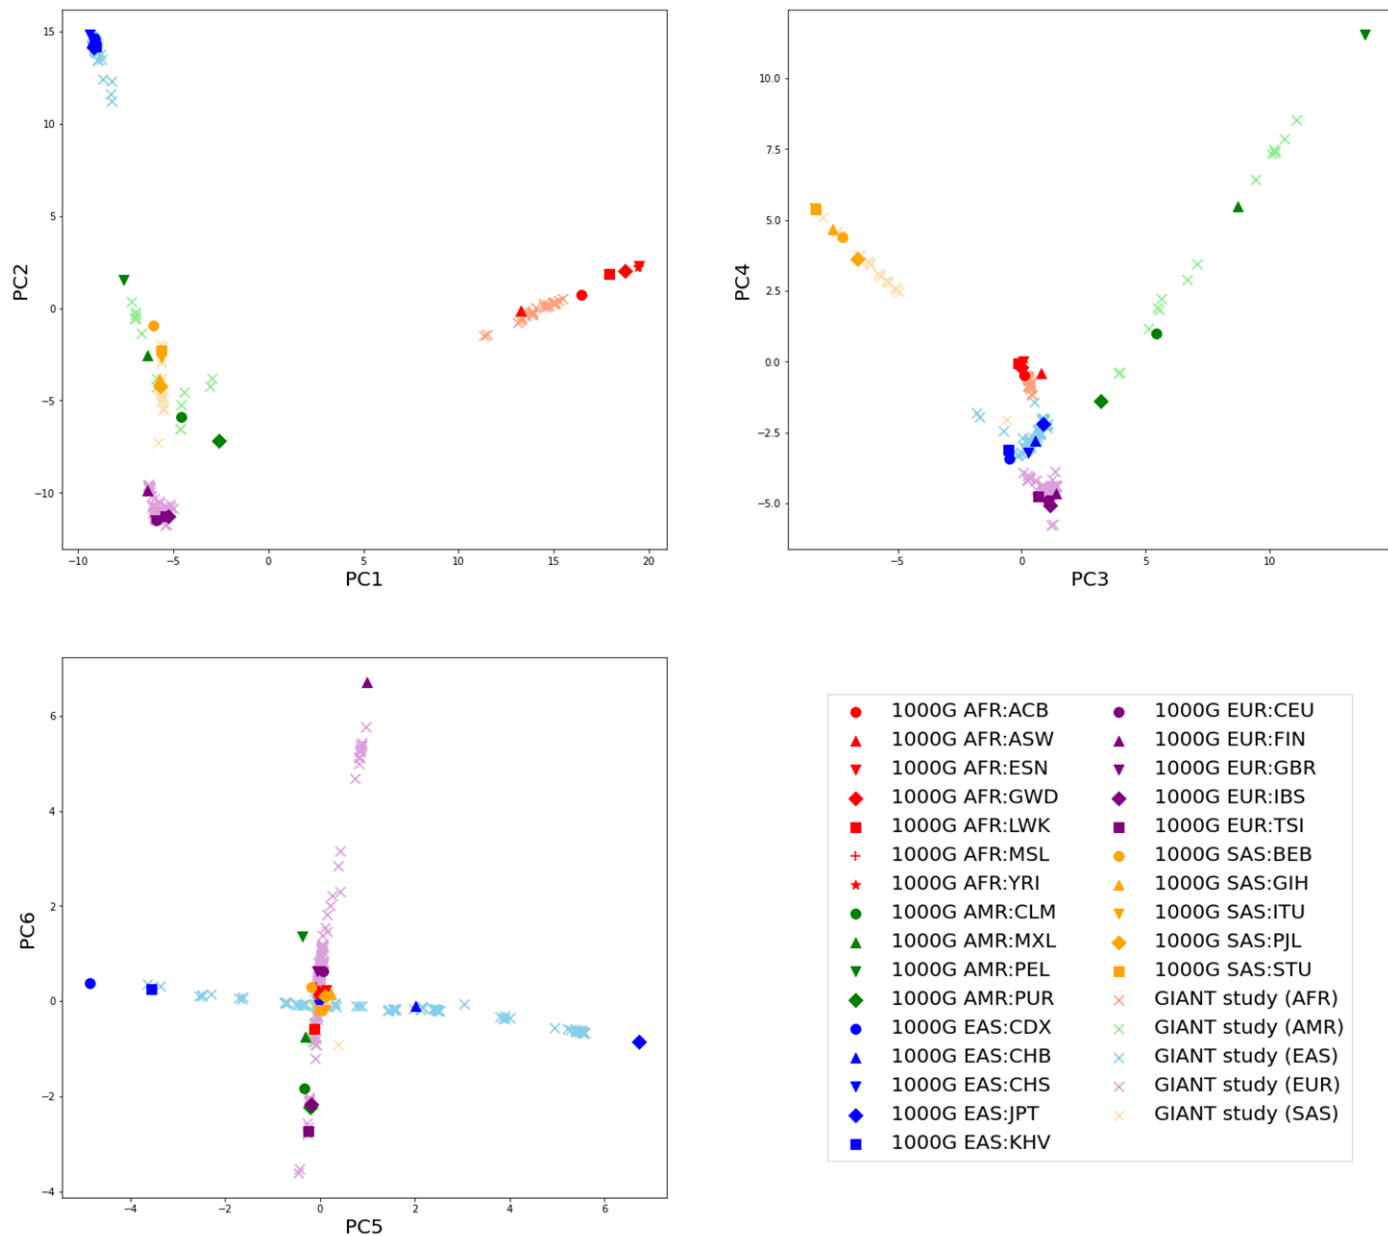 15
10
5
0
−5
−10
−10
−5
0
5
10
15
20
PC2
PC1
10.0
7.5
5.0
2.5
0.0
−2.5
−5.0
−5
0
5
10
PC4
PC3
6
4
2
0
−2
−4
−4
−2
0
2
4
6
PC6
PC5
1000G AFR:ACB
1000G AFR:ASW
1000G AFR:ESN
1000G AFR:GWD
1000G AFR:LWK
1000G AFR:MSL
1000G AFR:YRI
1000G AMR:CLM
1000G AMR:MXL
1000G AMR:PEL
1000G AMR:PUR
1000G EAS:CDX
1000G EAS:CHB
1000G EAS:CHS
1000G EAS:JPT
1000G EAS:KHV
1000G EUR:CEU
1000G EUR:FIN
1000G EUR:GBR
1000G EUR:IBS
1000G EUR:TSI
1000G SAS:BEB
1000G SAS:GIH
1000G SAS:ITU
1000G SAS:PJL
1000G SAS:STU
GIANT study (AFR)
GIANT study (AMR)
GIANT study (EAS)
GIANT study (EUR)
GIANT study (SAS)